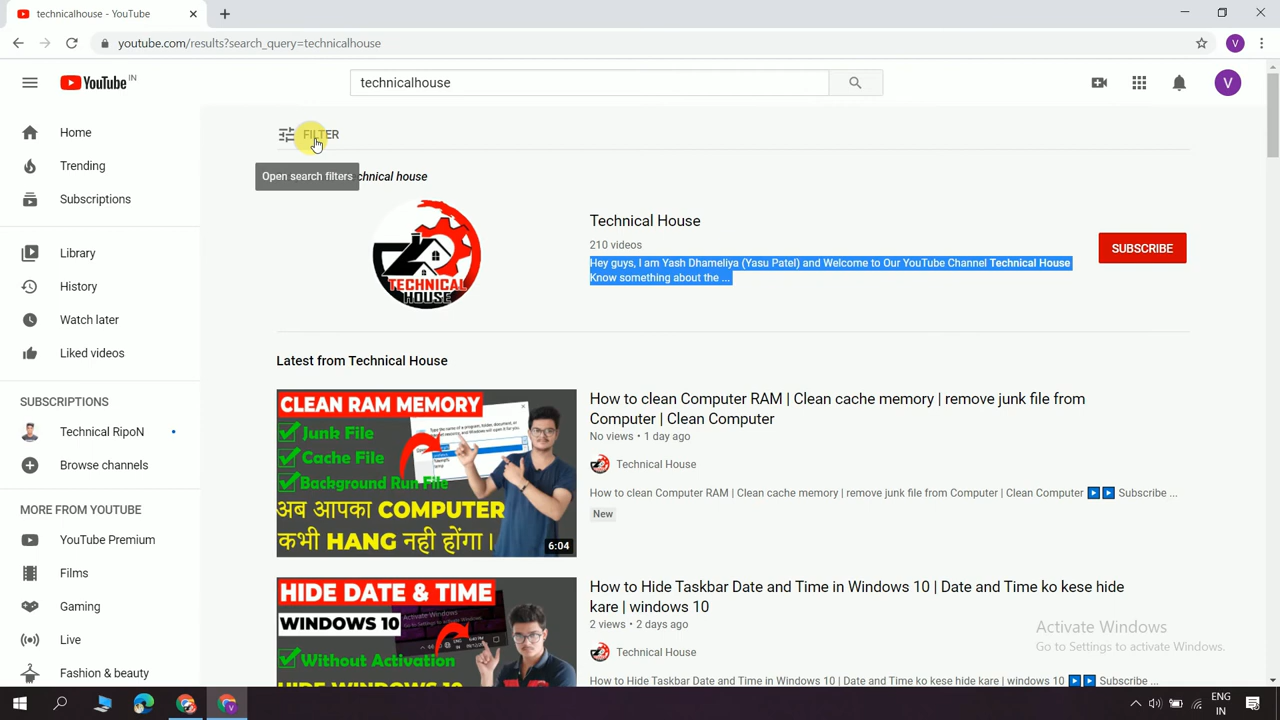 technicalhouse - YouTube
youtube.com/results?search_query=technicalhouse
V
YouTube IN
technicalhouse
V
Home
Trending
Subscriptions
Library
History
Watch later
Liked videos
SUBSCRIPTIONS
Technical RipoN
Browse channels
MORE FROM YOUTUBE
YouTube Premium
Films
Gaming
Live
Fashion & beauty
FILTER
Open search filters
chnical house
TECHNICAL
HOUSE
Technical House
210 videos
Hey guys, I am Yash Dhameliya (Yasu Patel) and Welcome to Our YouTube Channel Technical House
Know something about the ...
SUBSCRIBE
Latest from Technical House
CLEAN RAM MEMORY
Junk File
Cache File
Background Run File
अब आपका COMPUTER
कभी HANG नही होंगा।
6:04
How to clean Computer RAM | Clean cache memory | remove junk file from
Computer | Clean Computer
No views • 1 day ago
Technical House
How to clean Computer RAM | Clean cache memory | remove junk file from Computer | Clean Computer ▶️▶️ Subscribe ...
New
HIDE DATE & TIME
WINDOWS 10
Activate Windows
Without Activation
HIDE WINDOWS 10
How to Hide Taskbar Date and Time in Windows 10 | Date and Time ko kese hide
kare | windows 10
2 views • 2 days ago
Technical House
How to Hide Taskbar Date and Time in Windows 10 | Date and Time ko kese hide kare | windows 10 ▶️▶️ Subscribe ...
Activate Windows
Go to Settings to activate Windows.
ENG
IN